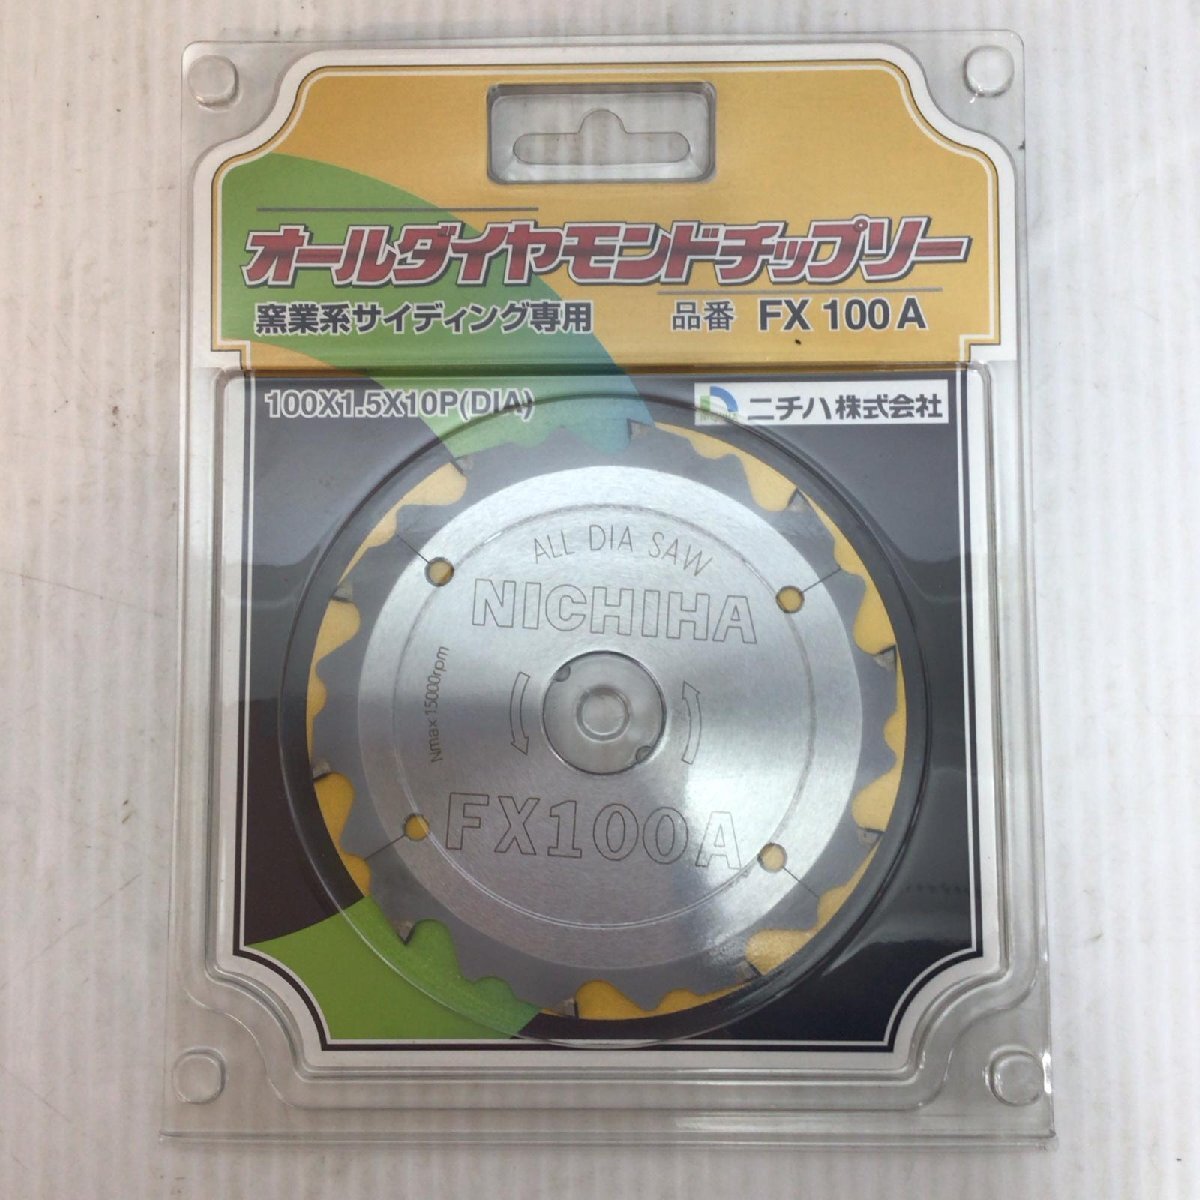 オールダイヤモンドチップソー
窯業系サイディング専用 品番 FX 100 A
100X1.5X10P(DIA) ニチハ株式会社
ALL DIA SAW
NICHIHA
Nmax 15000rpm
FX100A